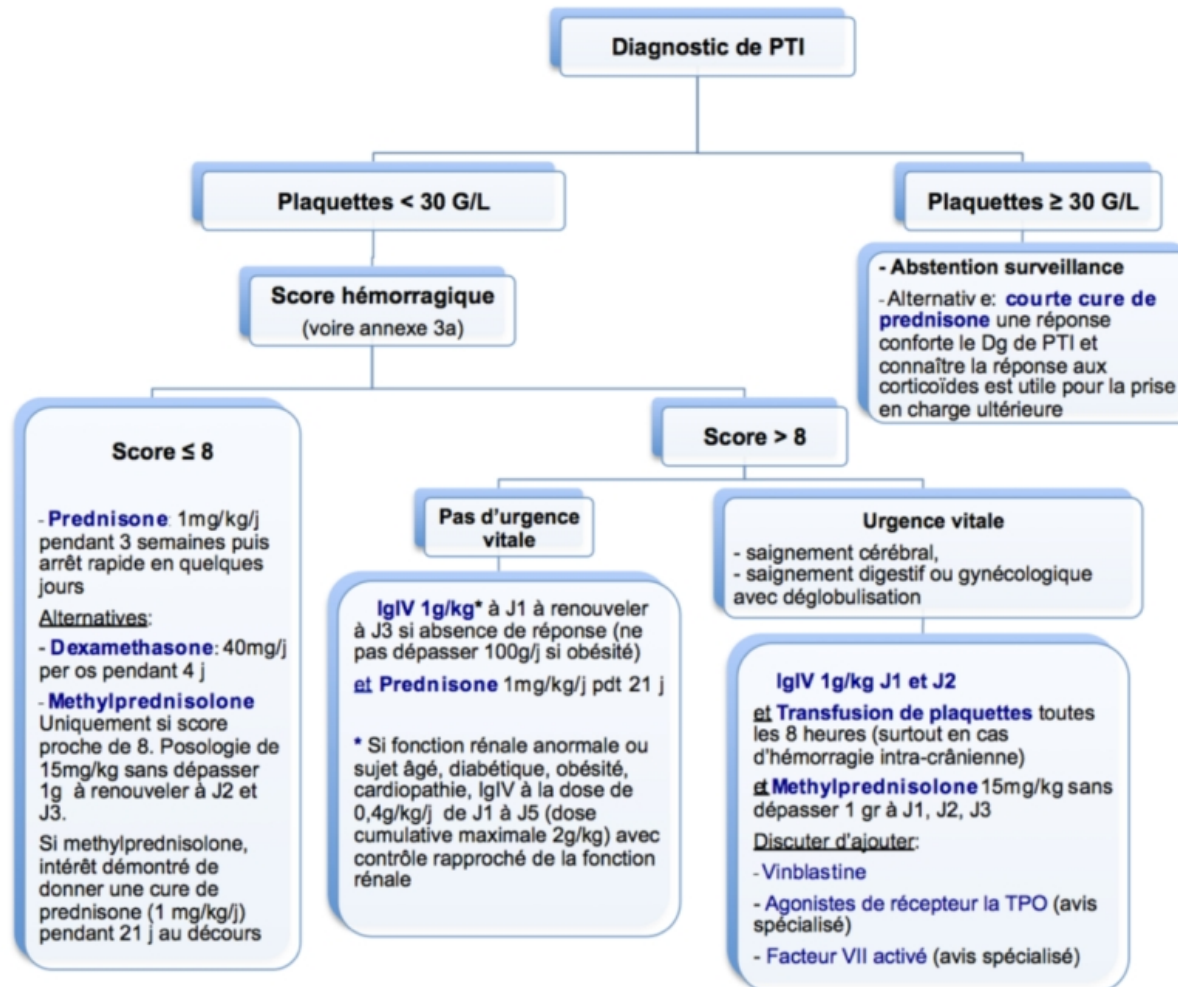 Diagnostic de PTI
Plaquettes < 30 G/L
Plaquettes ≥ 30 G/L
- Abstention surveillance
- Alternativ e: courte cure de
prednisone une réponse
conforte le Dg de PTI et
connaître la réponse aux
corticoïdes est utile pour la prise
en charge ultérieure
Score hémorragique
(voire annexe 3a)
Score ≤ 8
- Prednisone: 1mg/kg/j
pendant 3 semaines puis
arrêt rapide en quelques
jours
Alternatives:
- Dexamethasone: 40mg/j
per os pendant 4 j
- Methylprednisolone
Uniquement si score
proche de 8. Posologie de
15mg/kg sans dépasser
1g à renouveler à J2 et
J3.
Si methylprednisolone,
intérêt démontré de
donner une cure de
prednisone (1 mg/kg/j)
pendant 21 j au décours
Score > 8
Pas d'urgence
vitale
IgIV 1g/kg* à J1 à renouveler
à J3 si absence de réponse (ne
pas dépasser 100g/j si obésité)
et Prednisone 1mg/kg/j pdt 21 j
* Si fonction rénale anormale ou
sujet âgé, diabétique, obésité,
cardiopathie, IgIV à la dose de
0,4g/kg/j de J1 à J5 (dose
cumulative maximale 2g/kg) avec
contrôle rapproché de la fonction
rénale
Urgence vitale
- saignement cérébral,
- saignement digestif ou gynécologique
avec déglobulisation
IgIV 1g/kg J1 et J2
et Transfusion de plaquettes toutes
les 8 heures (surtout en cas
d'hémorragie intra-crânienne)
et Methylprednisolone 15mg/kg sans
dépasser 1 gr à J1, J2, J3
Discuter d'ajouter:
- Vinblastine
- Agonistes de récepteur la TPO (avis
spécialisé)
- Facteur VII activé (avis spécialisé)